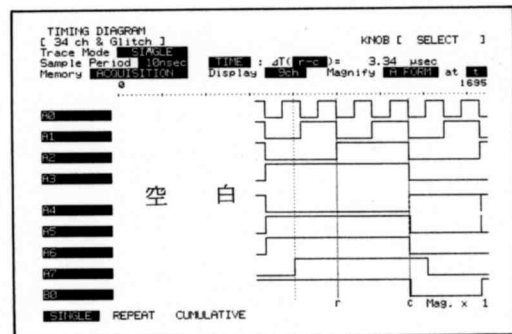 TIMING DIAGRAM
[ 34 ch & Glitch ] KNOB [ SELECT ]
Trace Mode SINGLE
Sample Period 10nsec TIME : ΔT( r-c )= 3.34 μsec
Memory ACQUISITION Display 9ch Magnify A FORM at t
0 1695
A0
A1
A2
A3
空 白
A4
A5
A6
A7
B0
r c Mag. x 1
SINGLE REPEAT CUMULATIVE